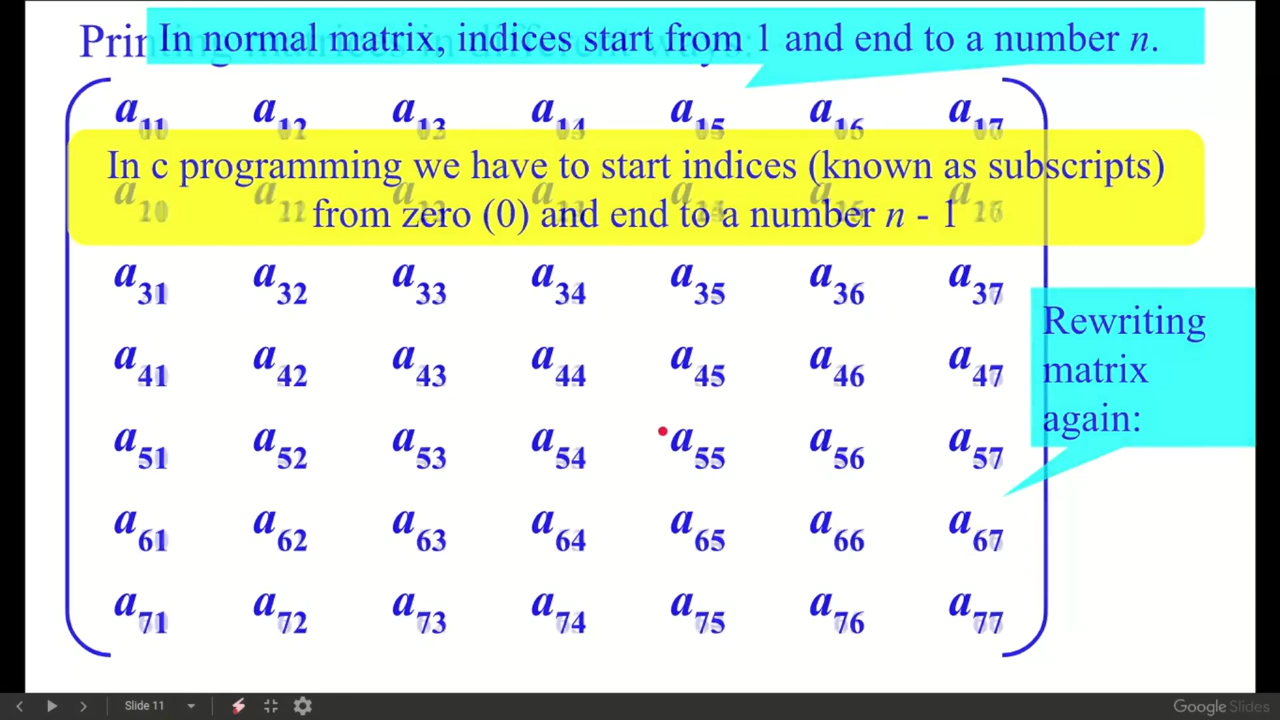 In normal matrix, indices start from 1 and end to a number n.
a11 a12 a13 a14 a15 a16 a17
In c programming we have to start indices (known as subscripts)
from zero (0) and end to a number n - 1
a31 a32 a33 a34 a35 a36 a37
Rewriting
matrix
again:
a41 a42 a43 a44 a45 a46 a47
a51 a52 a53 a54 a55 a56 a57
a61 a62 a63 a64 a65 a66 a67
a71 a72 a73 a74 a75 a76 a77
Slide 11
Google Slides